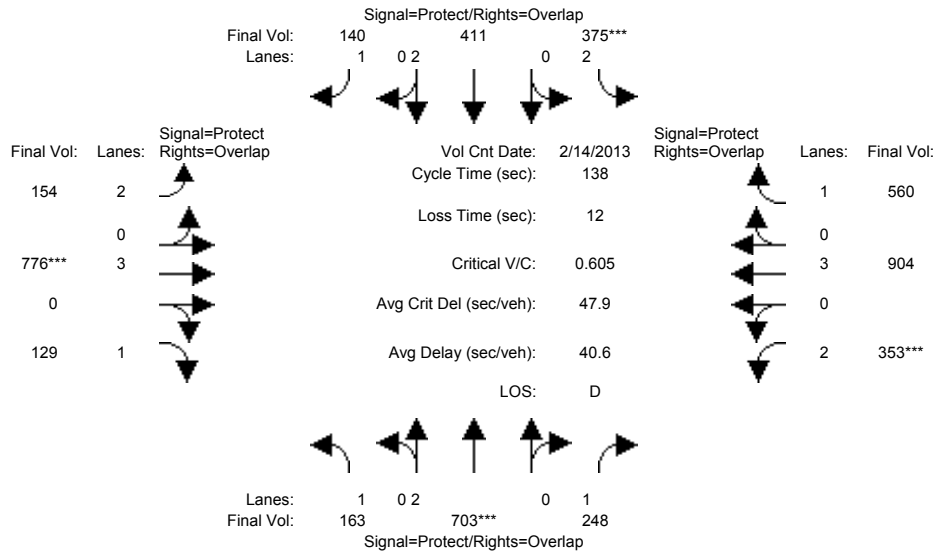 Signal=Protect/Rights=Overlap
Final Vol: 140 411 375***
Lanes: 1 0 2 0 2
Signal=Protect
Final Vol: Lanes: Rights=Overlap
Vol Cnt Date: 2/14/2013
Signal=Protect
Rights=Overlap Lanes: Final Vol:
Cycle Time (sec): 138
154 2
1 560
Loss Time (sec): 12
0
0
776*** 3
Critical V/C: 0.605
3 904
0 0
Avg Crit Del (sec/veh): 47.9
0
129 1
Avg Delay (sec/veh): 40.6
2 353***
LOS: D
Lanes: 1 0 2 0 1
Final Vol: 163 703*** 248
Signal=Protect/Rights=Overlap